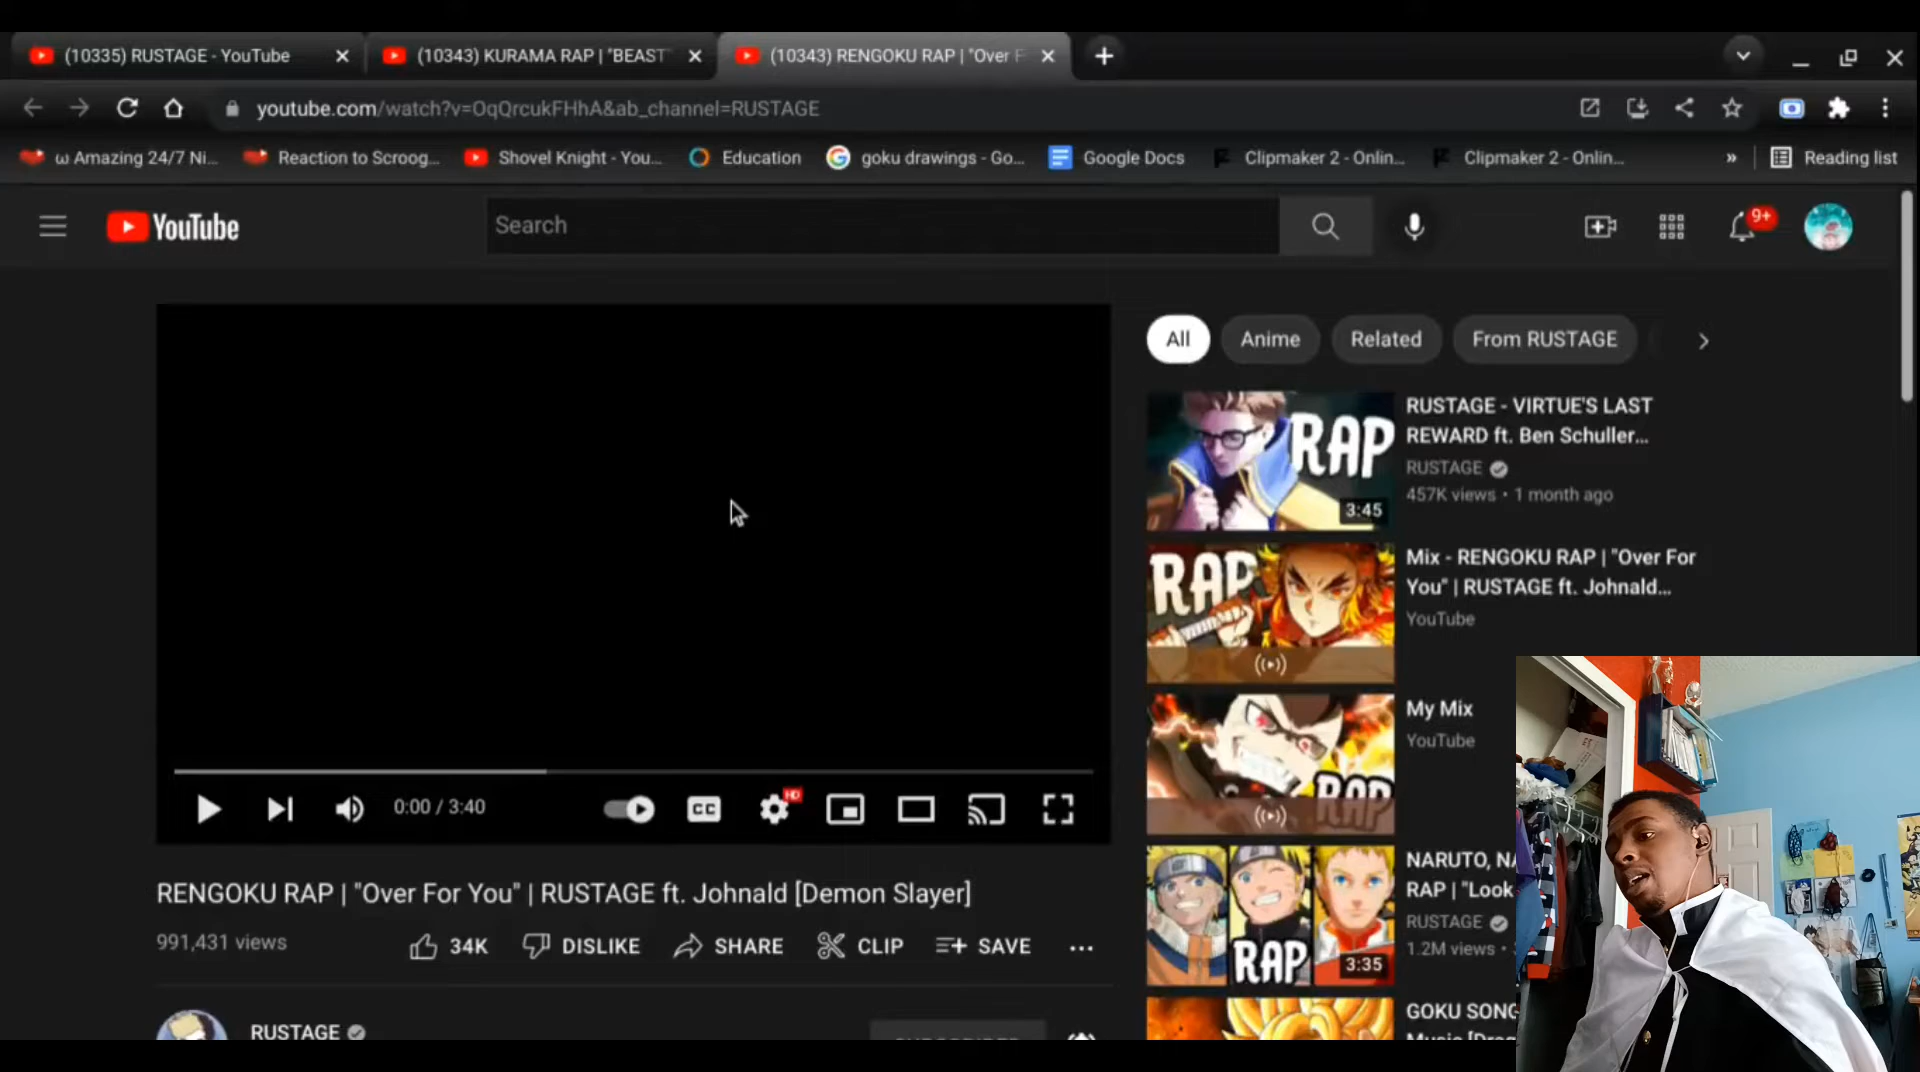 (10335) RUSTAGE - YouTube
(10343) KURAMA RAP | "BEAST"
(10343) RENGOKU RAP | "Over F
youtube.com/watch?v=OqQrcukFHhA&ab_channel=RUSTAGE
ω Amazing 24/7 Ni...
Reaction to Scroog...
Shovel Knight - You...
Education
goku drawings - Go...
Google Docs
Clipmaker 2 - Onlin...
Clipmaker 2 - Onlin...
»
Reading list
YouTube
Search
9+
All
Anime
Related
From RUSTAGE
RAP
3:45
RUSTAGE - VIRTUE'S LAST
REWARD ft. Ben Schuller...
RUSTAGE
457K views • 1 month ago
RAP
Mix - RENGOKU RAP | "Over For
You" | RUSTAGE ft. Johnald...
YouTube
RAP
My Mix
YouTube
RAP
3:35
NARUTO, NA
RAP | "Look
RUSTAGE
1.2M views •
GOKU SONG
0:00 / 3:40
CC
HD
RENGOKU RAP | "Over For You" | RUSTAGE ft. Johnald [Demon Slayer]
991,431 views
34K
DISLIKE
SHARE
CLIP
SAVE
RUSTAGE